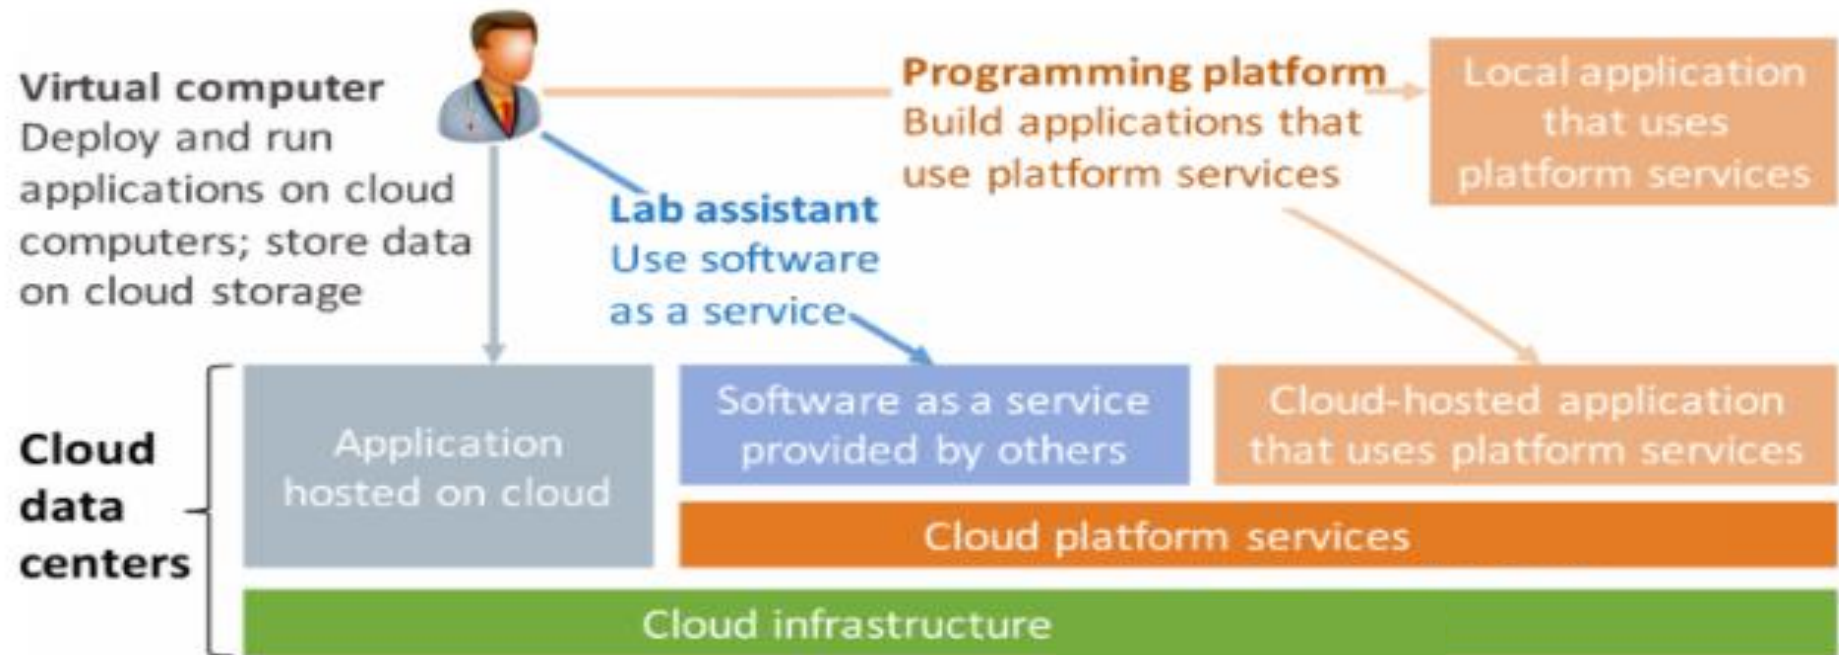 Virtual computer
Deploy and run
applications on cloud
computers; store data
on cloud storage
Programming platform
Build applications that
use platform services
Local application
that uses
platform services
Lab assistant
Use software
as a service
Cloud
data
centers
Application
hosted on cloud
Software as a service
provided by others
Cloud-hosted application
that uses platform services
Cloud platform services
Cloud infrastructure